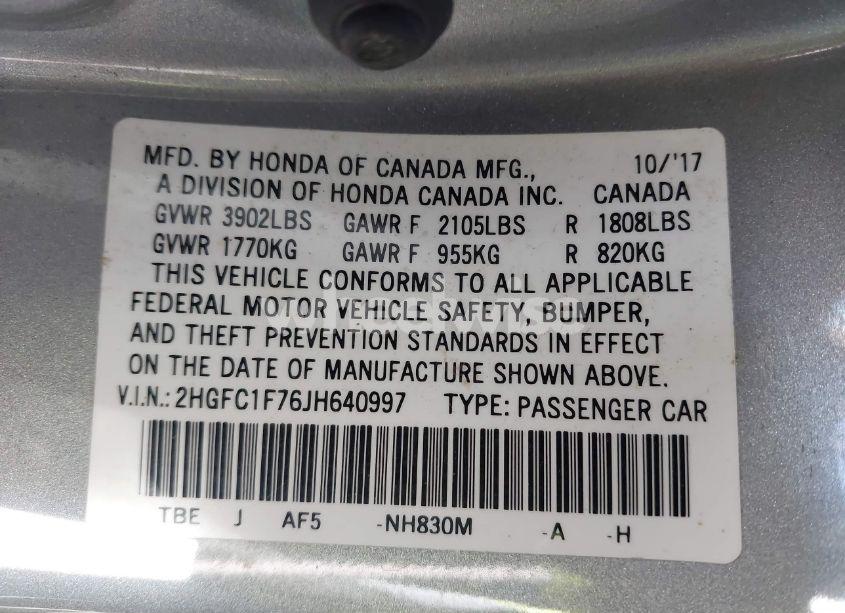 MFD. BY HONDA OF CANADA MFG., 10/'17
A DIVISION OF HONDA CANADA INC. CANADA
GVWR 3902LBS GAWR F 2105LBS R 1808LBS
GVWR 1770KG GAWR F 955KG R 820KG
THIS VEHICLE CONFORMS TO ALL APPLICABLE
FEDERAL MOTOR VEHICLE SAFETY, BUMPER,
AND THEFT PREVENTION STANDARDS IN EFFECT
ON THE DATE OF MANUFACTURE SHOWN ABOVE.
V.I.N.: 2HGFC1F76JH640997 TYPE: PASSENGER CAR
TBE J AF5 -NH830M -A -H